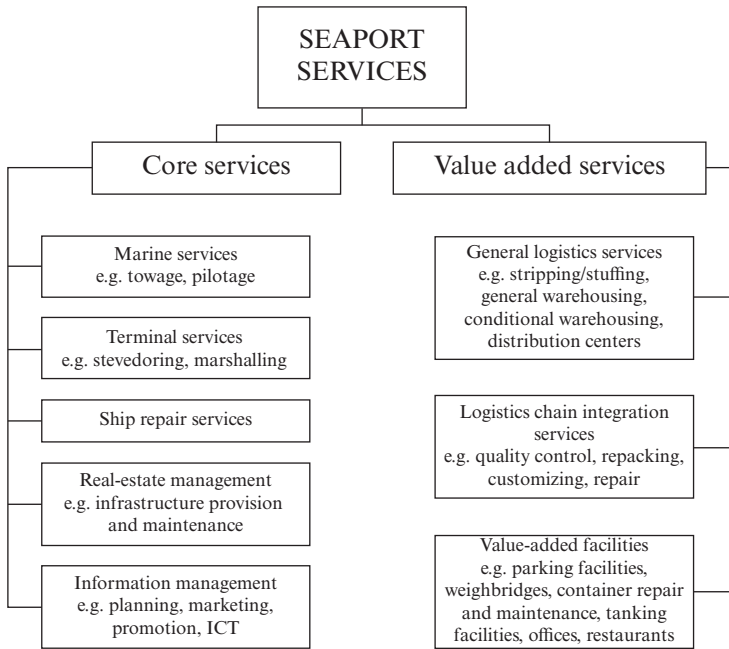 SEAPORT
SERVICES
Core services
Value added services
Marine services
e.g. towage, pilotage
Terminal services
e.g. stevedoring, marshalling
Ship repair services
Real-estate management
e.g. infrastructure provision
and maintenance
Information management
e.g. planning, marketing,
promotion, ICT
General logistics services
e.g. stripping/stuffing,
general warehousing,
conditional warehousing,
distribution centers
Logistics chain integration
services
e.g. quality control, repacking,
customizing, repair
Value-added facilities
e.g. parking facilities,
weighbridges, container repair
and maintenance, tanking
facilities, offices, restaurants